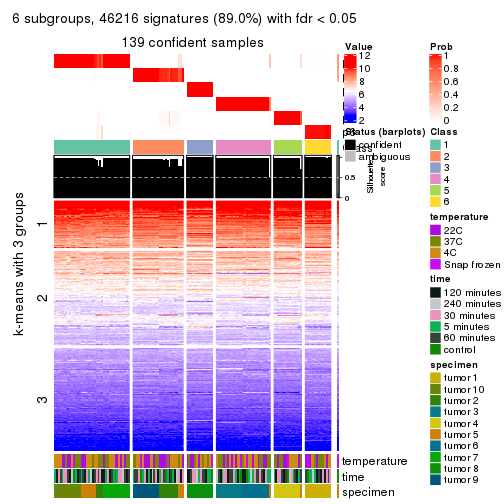 6 subgroups, 46216 signatures (89.0%) with fdr < 0.05
139 confident samples
k-means with 3 groups
1
2
3
0.5
0
Silhouette
score
temperature
time
specimen
Value
12
10
8
6
4
2
Status (barplots)
confident
ambiguous
Prob
1
0.8
0.6
0.4
0.2
0
Class
1
2
3
4
5
6
temperature
22C
37C
4C
Snap frozen
time
120 minutes
240 minutes
30 minutes
5 minutes
60 minutes
control
specimen
tumor 1
tumor 10
tumor 2
tumor 3
tumor 4
tumor 5
tumor 6
tumor 7
tumor 8
tumor 9